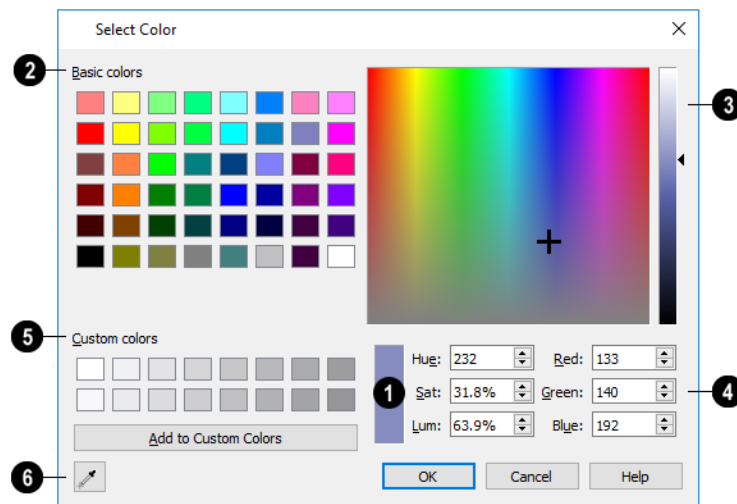 Select Color
2
Basic colors
3
5
Custom colors
Hue: 232 Red: 133
1
Sat: 31.8% Green: 140
4
Lum: 63.9% Blue: 192
Add to Custom Colors
6
OK Cancel Help